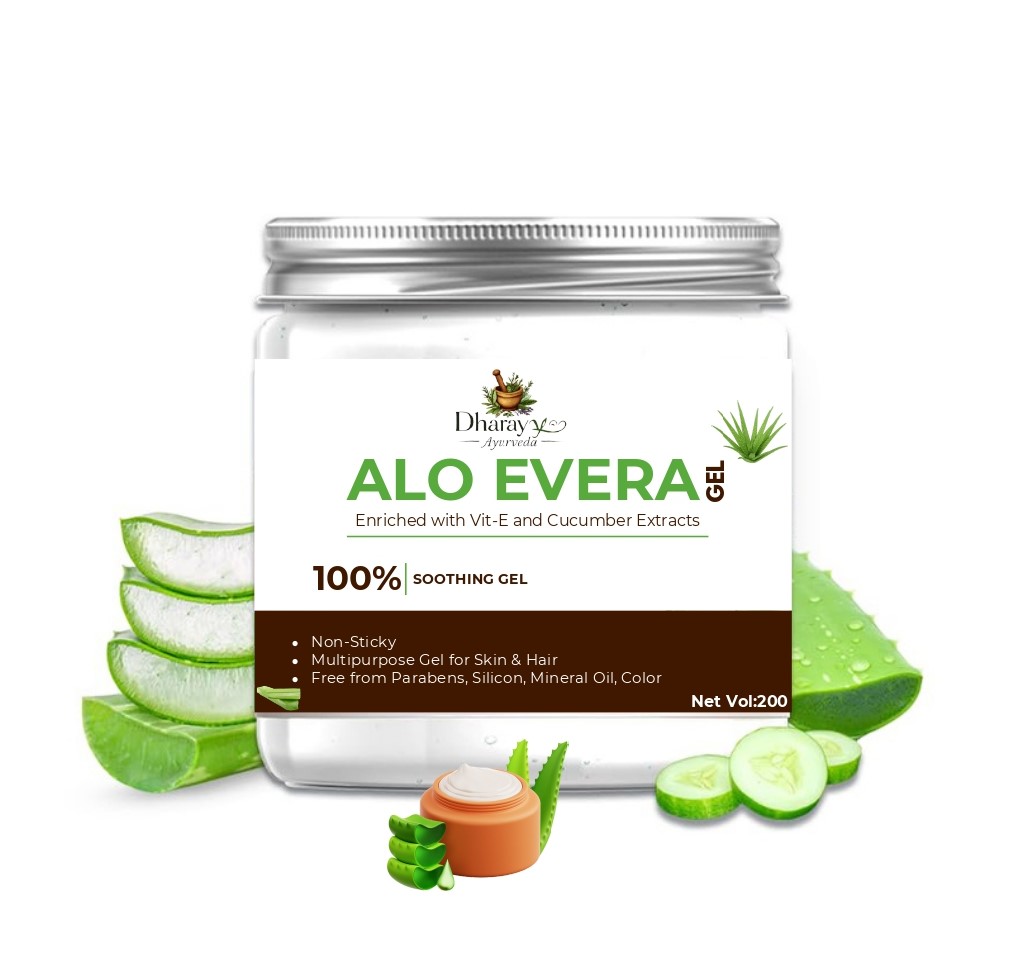 Dharayy
Ayurveda
ALO EVERA
GEL
Enriched with Vit-E and Cucumber Extracts
100% SOOTHING GEL
• Non-Sticky
• Multipurpose Gel for Skin & Hair
• Free from Parabens, Silicon, Mineral Oil, Color
Net Vol:200